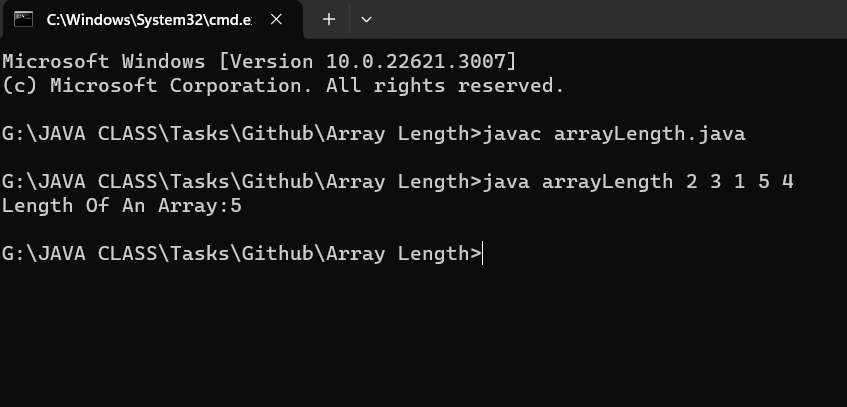 C:\Windows\System32\cmd.e
Microsoft Windows [Version 10.0.22621.3007]
(c) Microsoft Corporation. All rights reserved.
G:\JAVA CLASS\Tasks\Github\Array Length>javac arrayLength.java
G:\JAVA CLASS\Tasks\Github\Array Length>java arrayLength 2 3 1 5 4
Length Of An Array:5
G:\JAVA CLASS\Tasks\Github\Array Length>